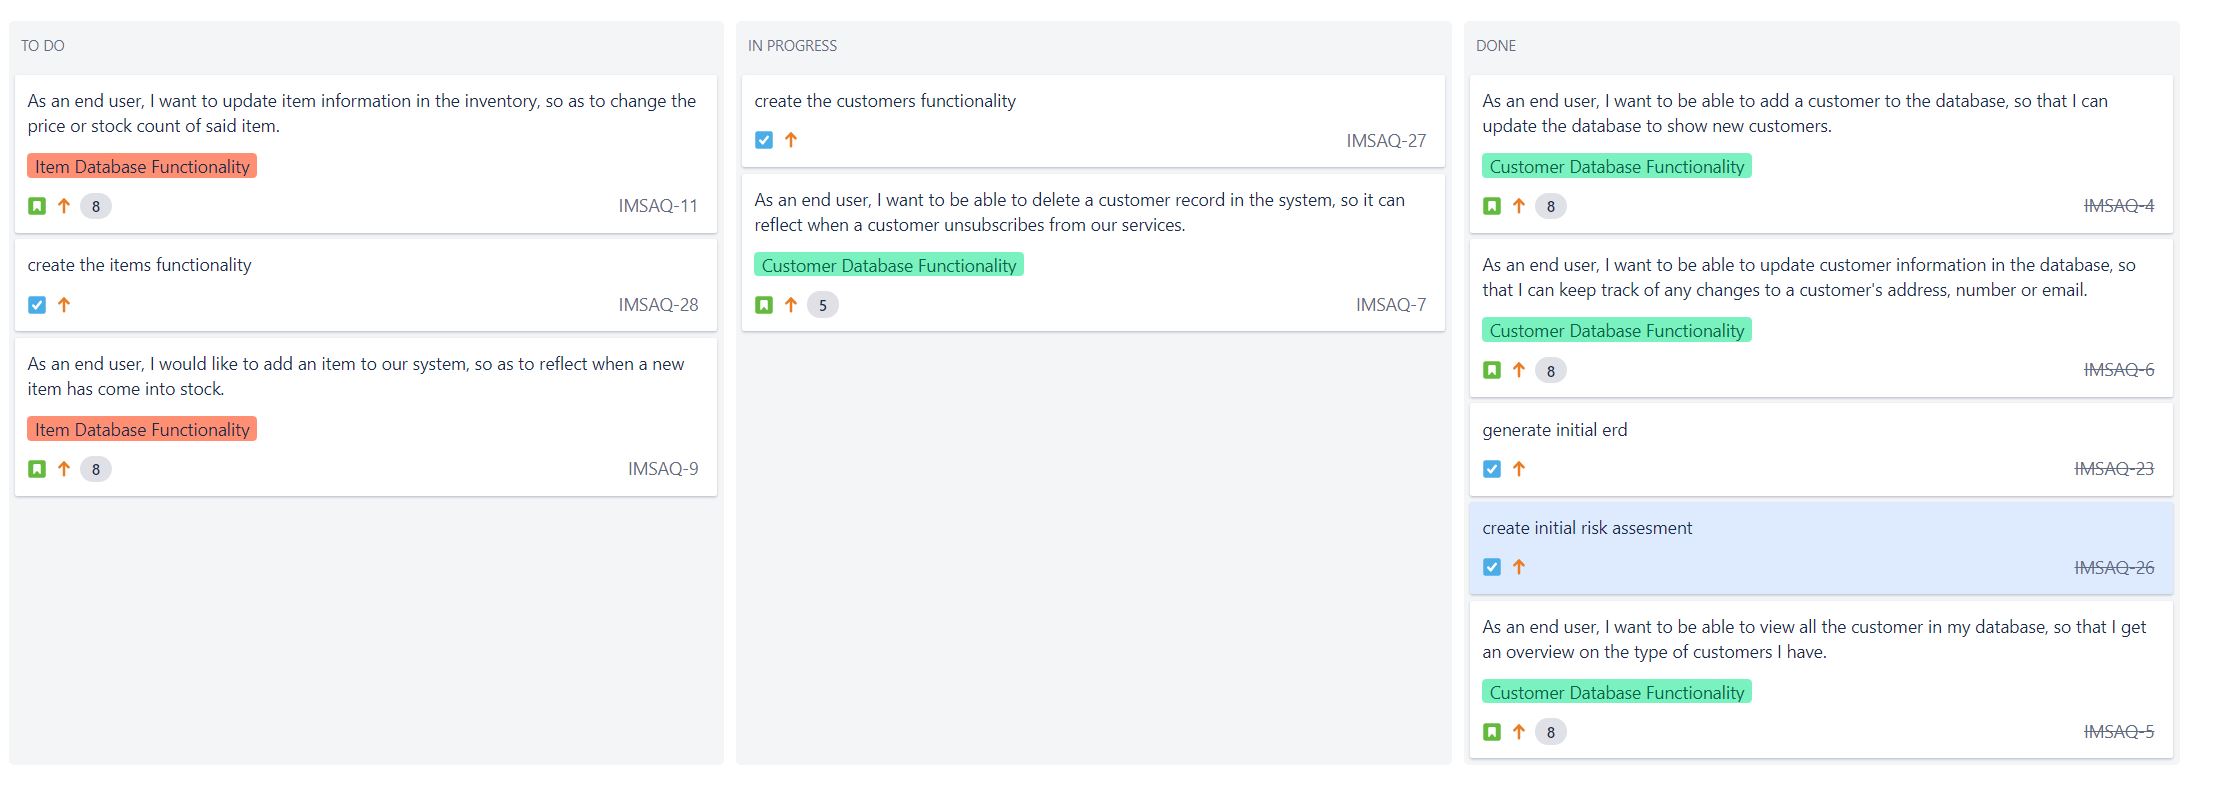 TO DO
As an end user, I want to update item information in the inventory, so as to change the
price or stock count of said item.
Item Database Functionality
8
IMSAQ-11
create the items functionality
IMSAQ-28
As an end user, I would like to add an item to our system, so as to reflect when a new
item has come into stock.
Item Database Functionality
8
IMSAQ-9
IN PROGRESS
create the customers functionality
IMSAQ-27
As an end user, I want to be able to delete a customer record in the system, so it can
reflect when a customer unsubscribes from our services.
Customer Database Functionality
5
IMSAQ-7
DONE
As an end user, I want to be able to add a customer to the database, so that I can
update the database to show new customers.
Customer Database Functionality
8
IMSAQ-4
As an end user, I want to be able to update customer information in the database, so
that I can keep track of any changes to a customer's address, number or email.
Customer Database Functionality
8
IMSAQ-6
generate initial erd
IMSAQ-23
create initial risk assesment
IMSAQ-26
As an end user, I want to be able to view all the customer in my database, so that I get
an overview on the type of customers I have.
Customer Database Functionality
8
IMSAQ-5